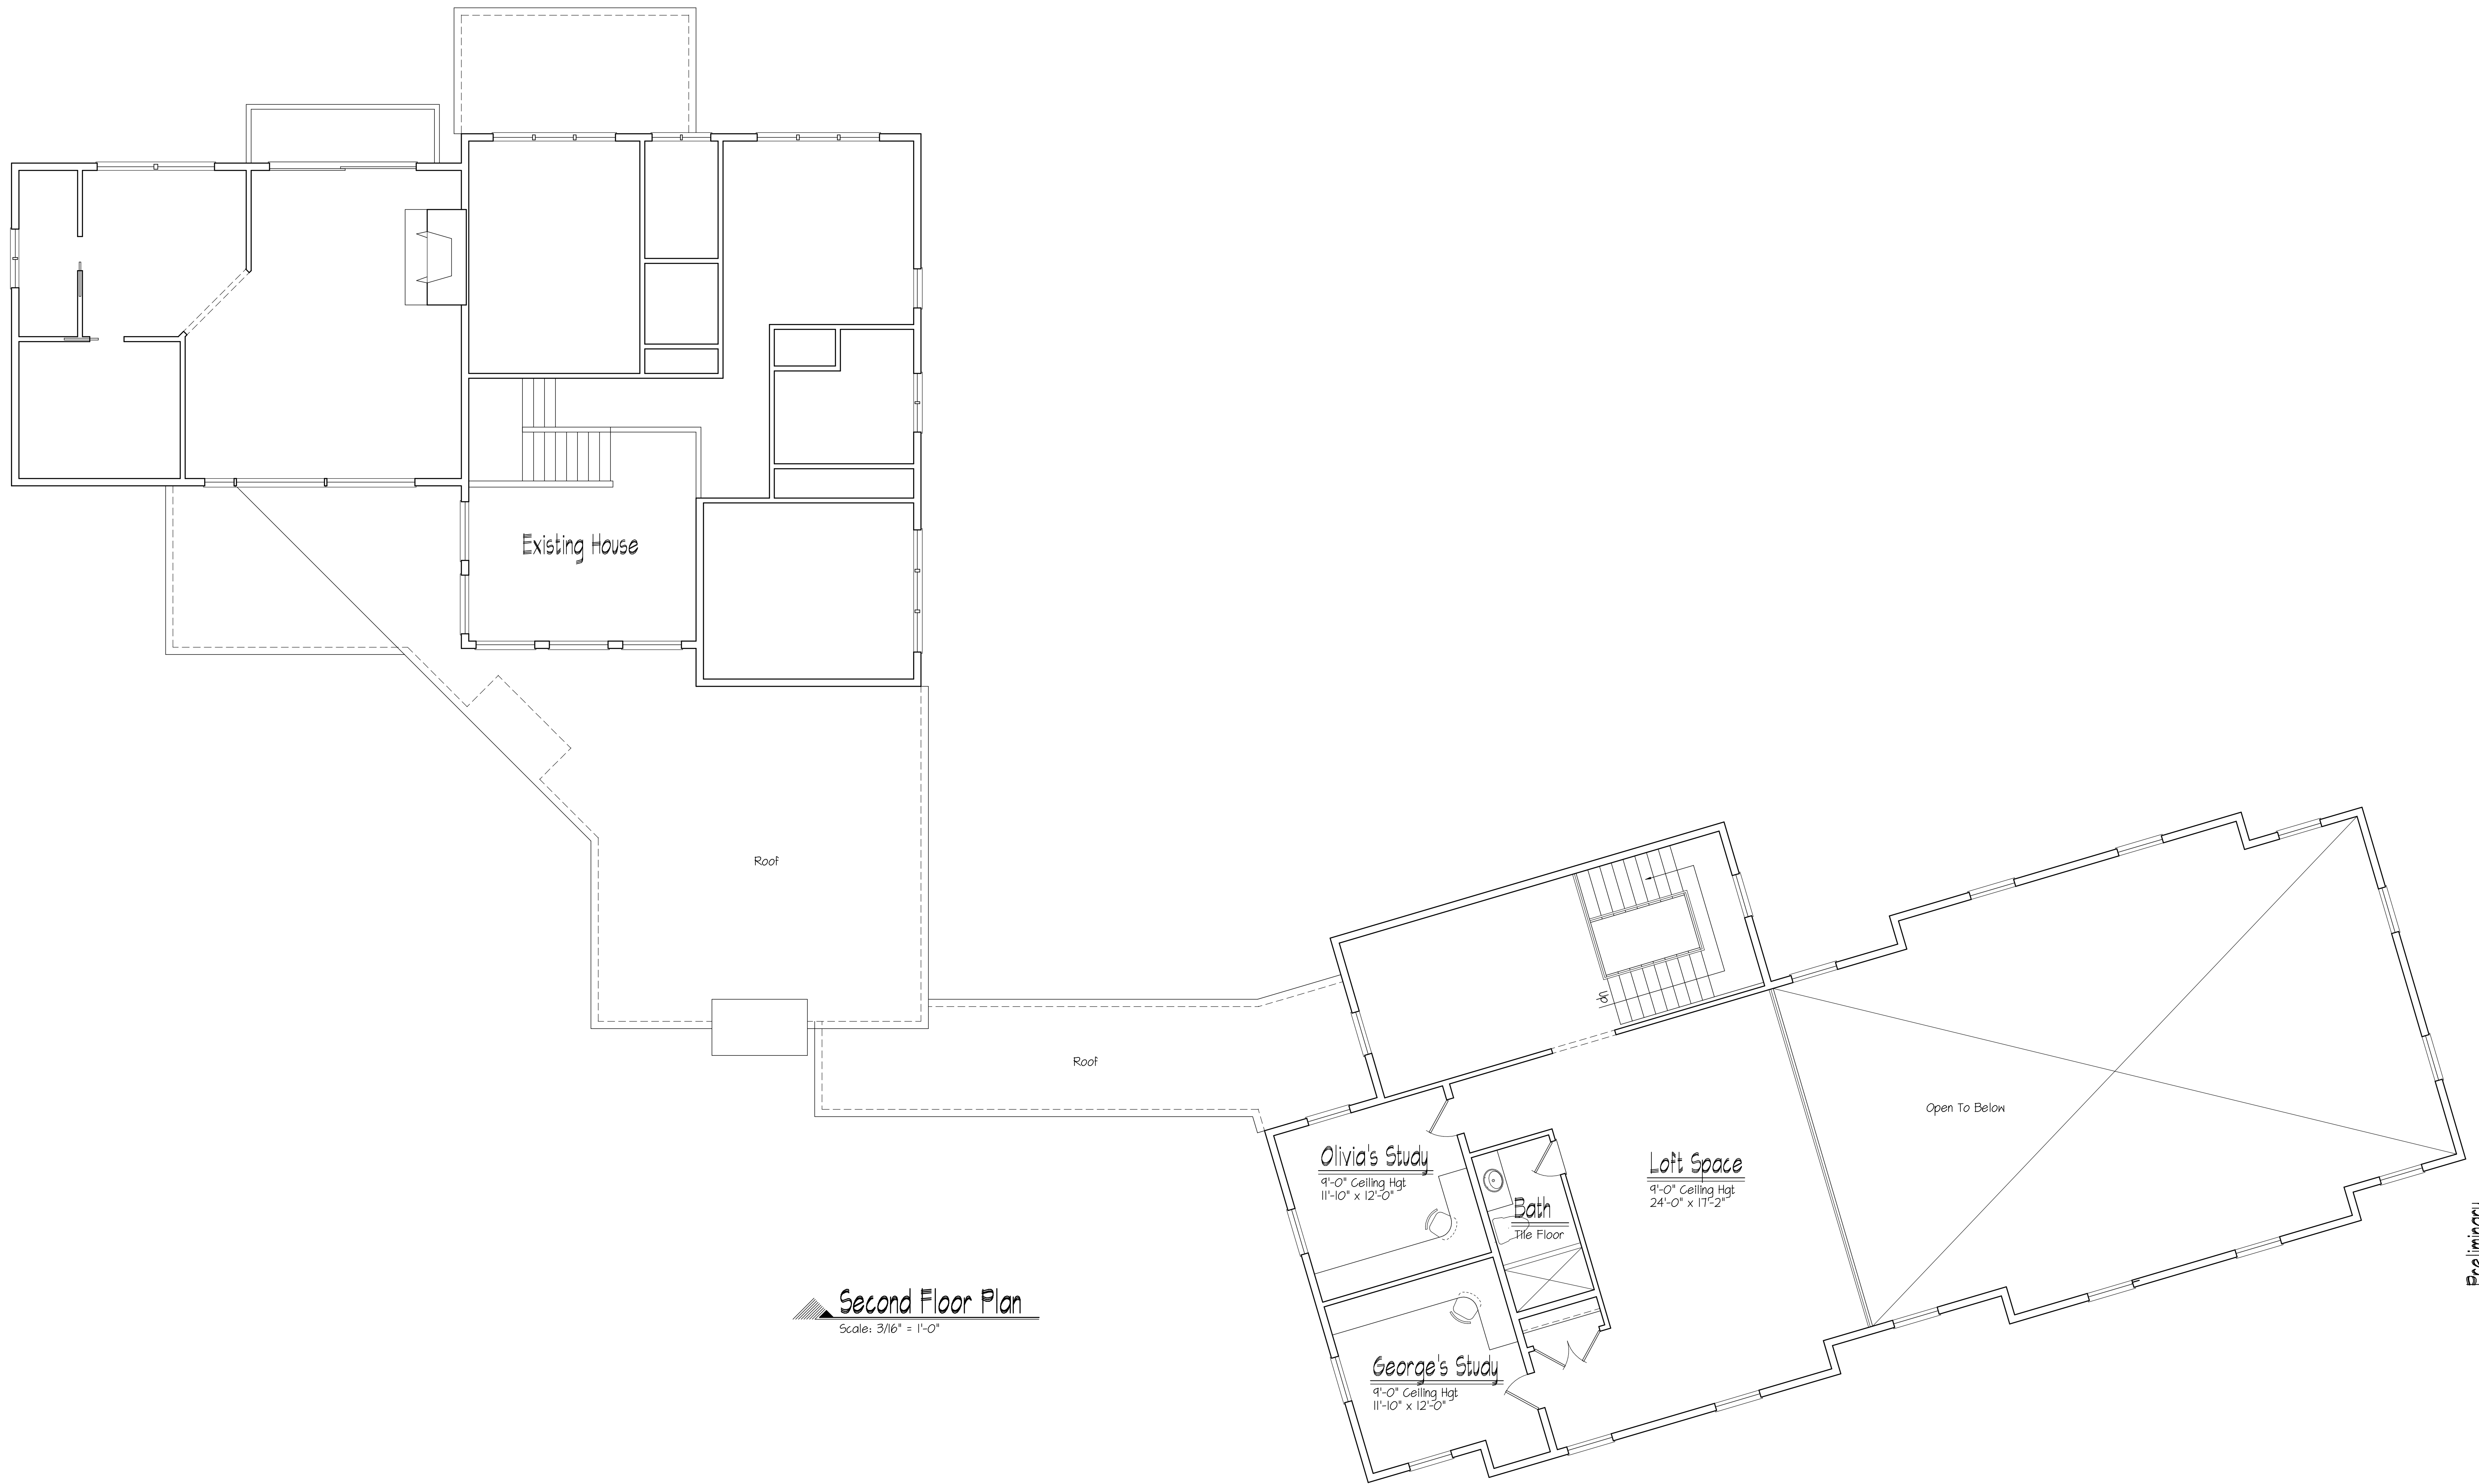 Existing House
Roof
Roof
up
dn
Open To Below
Olivia's Study
9'-0" Ceiling Hgt
11'-10" x 12'-0"
Loft Space
9'-0" Ceiling Hgt
24'-0" x 17'-2"
Bath
Tile Floor
Preliminary
Second Floor Plan
Scale: 3/16" = 1'-0"
George's Study
9'-0" Ceiling Hgt
11'-10" x 12'-0"